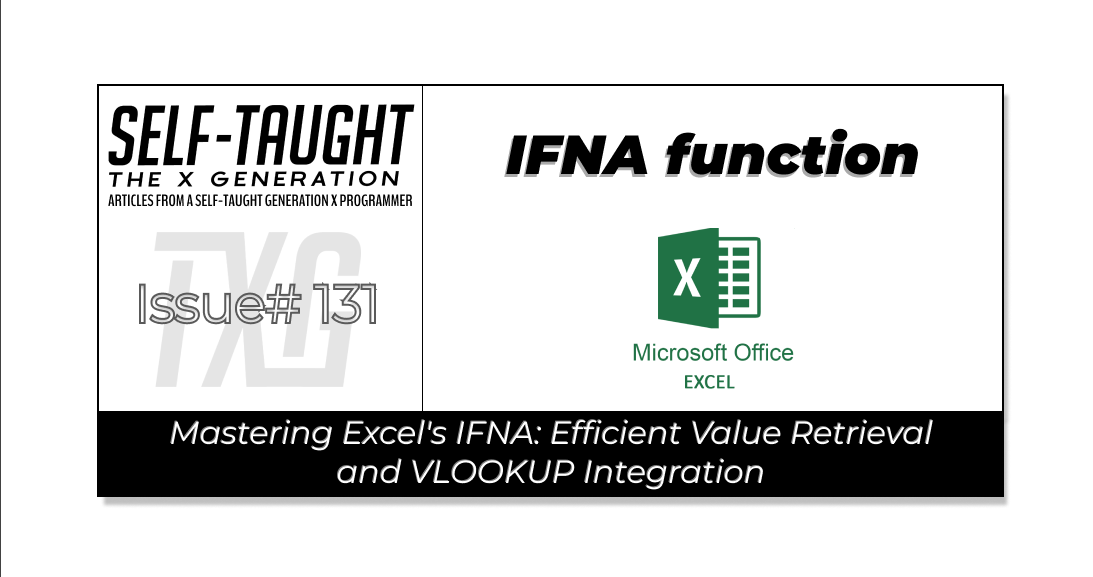 SELF-TAUGHT
THE X GENERATION
ARTICLES FROM A SELF-TAUGHT GENERATION X PROGRAMMER
TXG
Issue# 131
IFNA function
X
Microsoft Office
EXCEL
Mastering Excel's IFNA: Efficient Value Retrieval
and VLOOKUP Integration